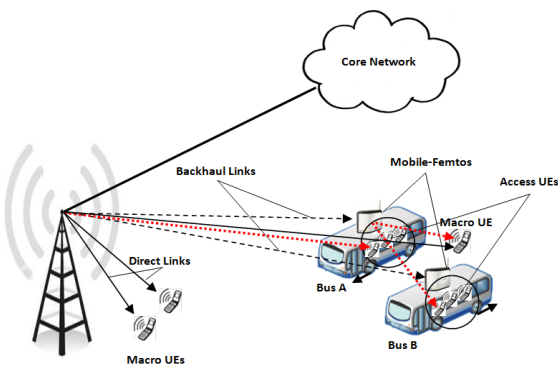 Core Network
Mobile-Femtos
Backhaul Links
Access UEs
Macro UE
Direct Links
Bus A
Bus B
Macro UEs